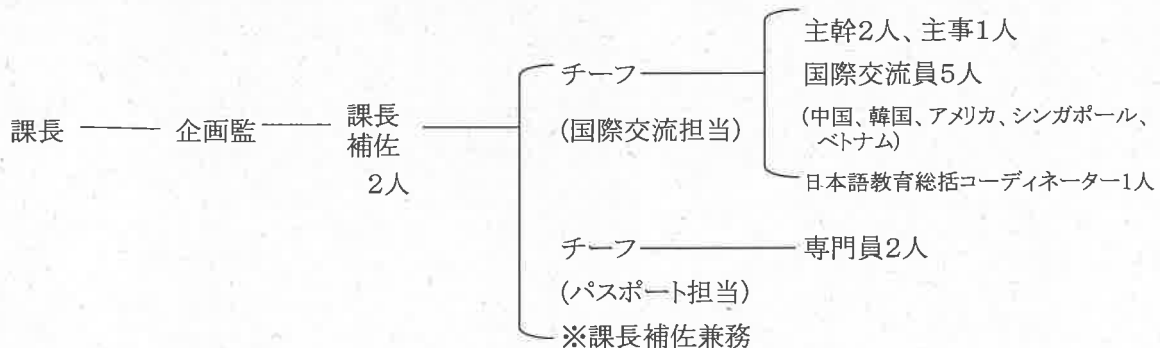 課長
企画監
課長
補佐
2人
チーフ
(国際交流担当)
主幹2人、主事1人
国際交流員5人
(中国、韓国、アメリカ、シンガポール、
ベトナム)
日本語教育総括コーディネーター1人
チーフ
(パスポート担当)
※課長補佐兼務
専門員2人